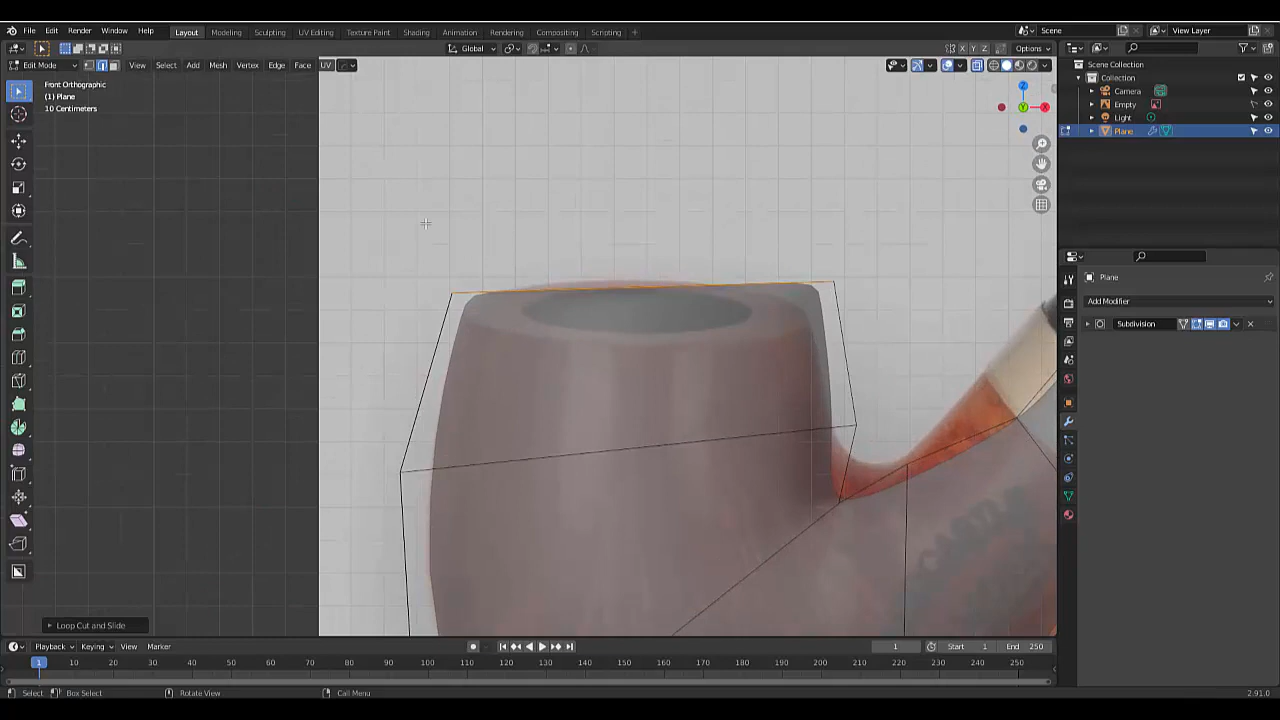 File Edit Render Window Help
Layout Modeling Sculpting UV Editing Texture Paint Shading Animation Rendering Compositing Scripting +
Scene
View Layer
Global
X Y Z
Options
Edit Mode
View Select Add Mesh Vertex Edge Face UV
Front Orthographic
(1) Plane
10 Centimeters
Z
Y
X
Scene Collection
Collection
Camera
Empty
Light
Plane
Plane
Add Modifier
Subdivision
Loop Cut and Slide
Playback Keying View Marker
1
Start 1
End 250
1 10 20 30 40 50 60 70 80 90 100 110 120 130 140 150 160 170 180 190 200 210 220 230 240 250
Select
Box Select
Rotate View
Call Menu
2.91.0